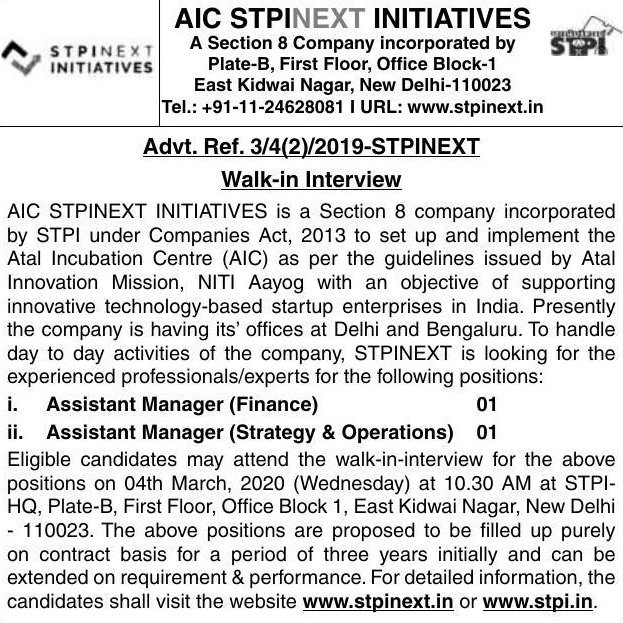 STPINEXT
INITIATIVES
AIC STPINEXT INITIATIVES
A Section 8 Company incorporated by
Plate-B, First Floor, Office Block-1
East Kidwai Nagar, New Delhi-110023
Tel.: +91-11-24628081 I URL: www.stpinext.in
STPI
Advt. Ref. 3/4(2)/2019-STPINEXT
Walk-in Interview
AIC STPINEXT INITIATIVES is a Section 8 company incorporated
by STPI under Companies Act, 2013 to set up and implement the
Atal Incubation Centre (AIC) as per the guidelines issued by Atal
Innovation Mission, NITI Aayog with an objective of supporting
innovative technology-based startup enterprises in India. Presently
the company is having its' offices at Delhi and Bengaluru. To handle
day to day activities of the company, STPINEXT is looking for the
experienced professionals/experts for the following positions:
i. Assistant Manager (Finance) 01
ii. Assistant Manager (Strategy & Operations) 01
Eligible candidates may attend the walk-in-interview for the above
positions on 04th March, 2020 (Wednesday) at 10.30 AM at STPI-
HQ, Plate-B, First Floor, Office Block 1, East Kidwai Nagar, New Delhi
- 110023. The above positions are proposed to be filled up purely
on contract basis for a period of three years initially and can be
extended on requirement & performance. For detailed information, the
candidates shall visit the website www.stpinext.in or www.stpi.in.